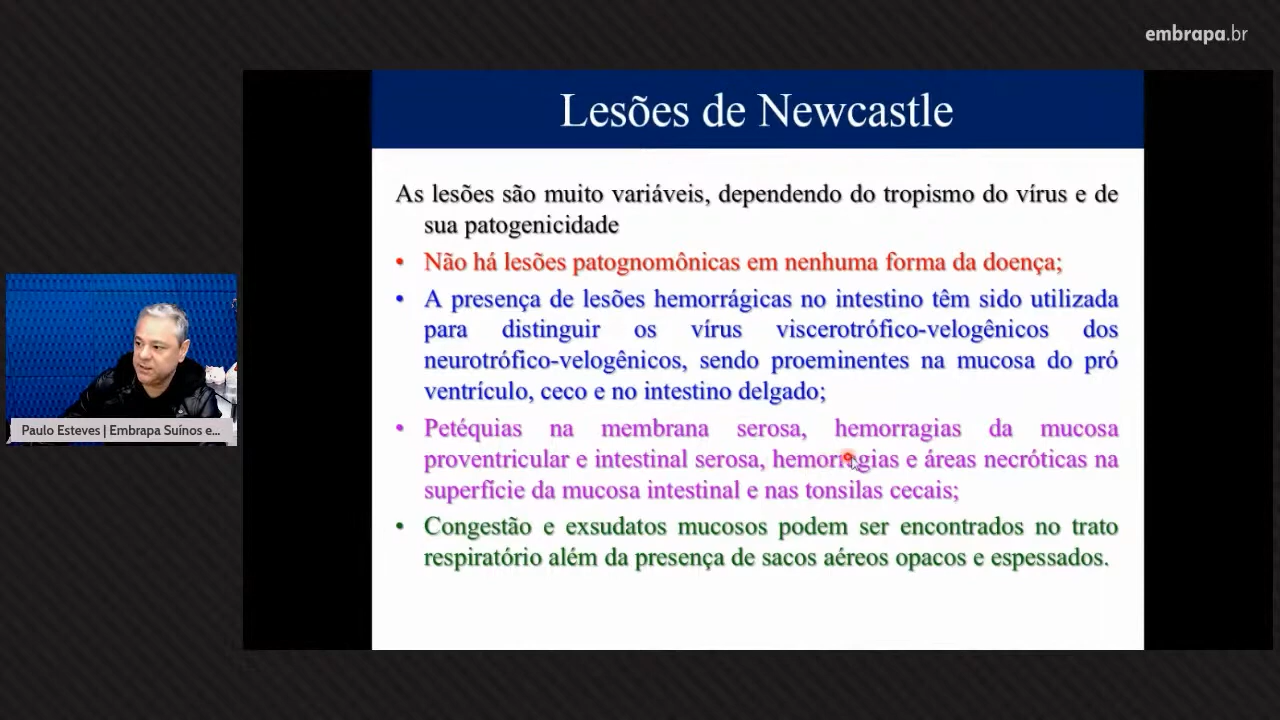 embrapa.br
Lesões de Newcastle
As lesões são muito variáveis, dependendo do tropismo do vírus e de
sua patogenicidade
• Não há lesões patognomônicas em nenhuma forma da doença;
• A presença de lesões hemorrágicas no intestino têm sido utilizada
para distinguir os vírus viscerotrófico-velogênicos dos
neurotrófico-velogênicos, sendo proeminentes na mucosa do pró
ventrículo, ceco e no intestino delgado;
• Petéquias na membrana serosa, hemorragias da mucosa
proventricular e intestinal serosa, hemorragias e áreas necróticas na
superfície da mucosa intestinal e nas tonsilas cecais;
• Congestão e exsudatos mucosos podem ser encontrados no trato
respiratório além da presença de sacos aéreos opacos e espessados.
Paulo Esteves | Embrapa Suínos e...